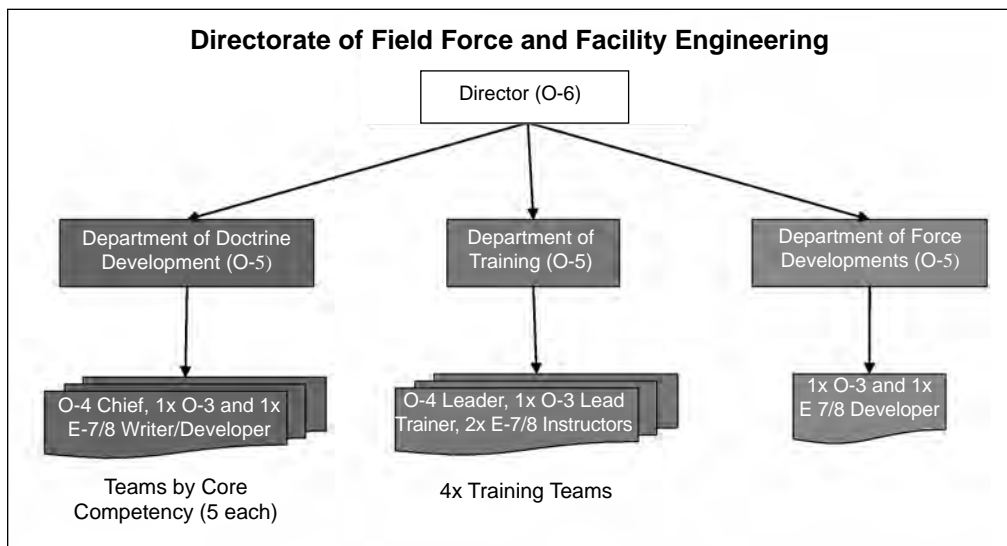 Directorate of Field Force and Facility Engineering
Director (O-6)
Department of Doctrine
Development (O-5)
Department of
Training (O-5)
Department of Force
Developments (O-5)
O-4 Chief, 1x O-3 and 1x
E-7/8 Writer/Developer
O-4 Leader, 1x O-3 Lead
Trainer, 2x E-7/8 Instructors
1x O-3 and 1x
E 7/8 Developer
Teams by Core
Competency (5 each)
4x Training Teams